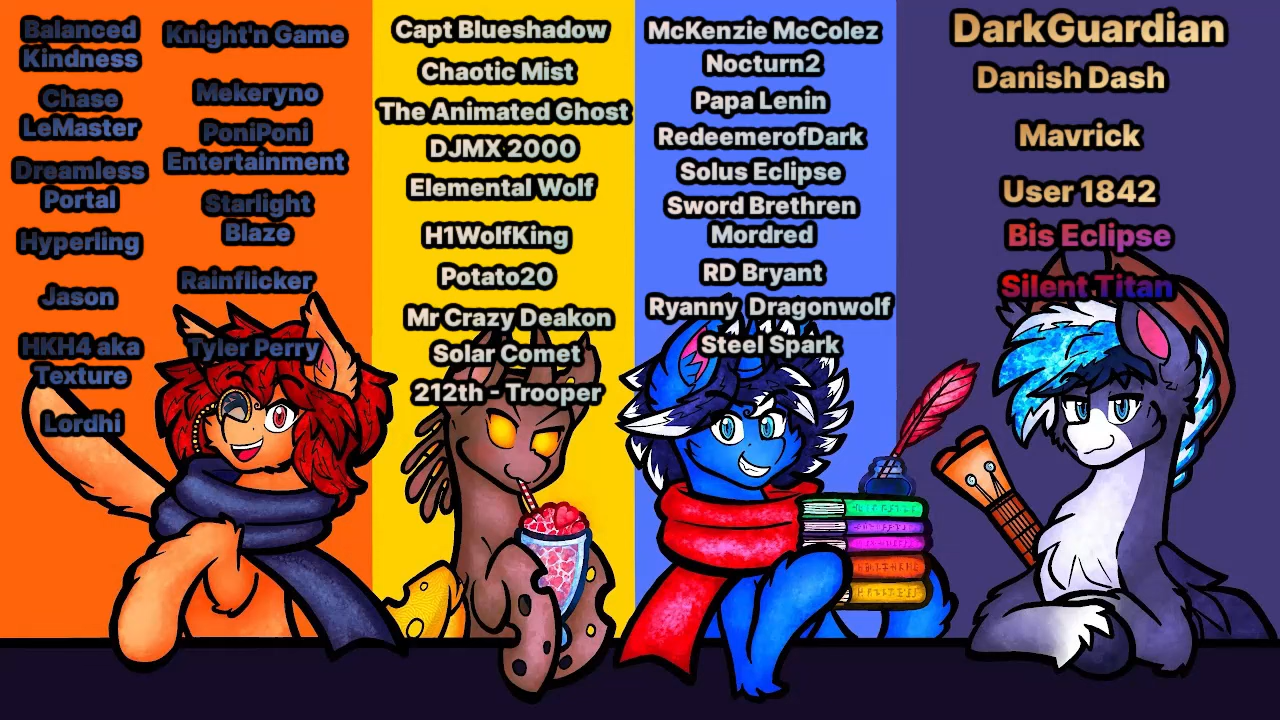 Balanced
Kindness
Chase
LeMaster
Dreamless
Portal
Hyperling
Jason
HKH4 aka
Texture
Lordhi
Knight'n Game
Mekeryno
PoniPoni
Entertainment
Starlight
Blaze
Rainflicker
Tyler Perry
Capt Blueshadow
Chaotic Mist
The Animated Ghost
DJMX 2000
Elemental Wolf
H1WolfKing
Potato20
Mr Crazy Deakon
Solar Comet
212th - Trooper
McKenzie McColez
Nocturn2
Papa Lenin
RedeemerofDark
Solus Eclipse
Sword Brethren
Mordred
RD Bryant
Ryanny Dragonwolf
Steel Spark
DarkGuardian
Danish Dash
Mavrick
User 1842
Bis Eclipse
Silent Titan